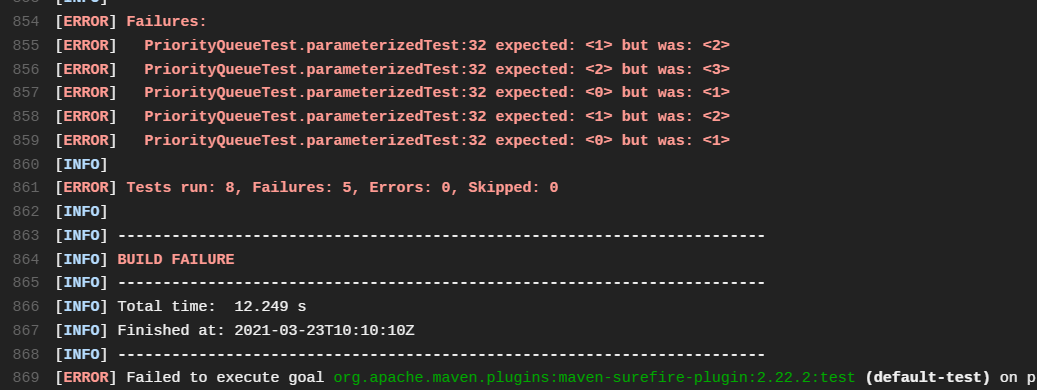 853 [INFO]
854 [ERROR] Failures:
855 [ERROR]   PriorityQueueTest.parameterizedTest:32 expected: <1> but was: <2>
856 [ERROR]   PriorityQueueTest.parameterizedTest:32 expected: <2> but was: <3>
857 [ERROR]   PriorityQueueTest.parameterizedTest:32 expected: <0> but was: <1>
858 [ERROR]   PriorityQueueTest.parameterizedTest:32 expected: <1> but was: <2>
859 [ERROR]   PriorityQueueTest.parameterizedTest:32 expected: <0> but was: <1>
860 [INFO]
861 [ERROR] Tests run: 8, Failures: 5, Errors: 0, Skipped: 0
862 [INFO]
863 [INFO] ------------------------------------------------------------------------
864 [INFO] BUILD FAILURE
865 [INFO] ------------------------------------------------------------------------
866 [INFO] Total time:  12.249 s
867 [INFO] Finished at: 2021-03-23T10:10:10Z
868 [INFO] ------------------------------------------------------------------------
869 [ERROR] Failed to execute goal org.apache.maven.plugins:maven-surefire-plugin:2.22.2:test (default-test) on p